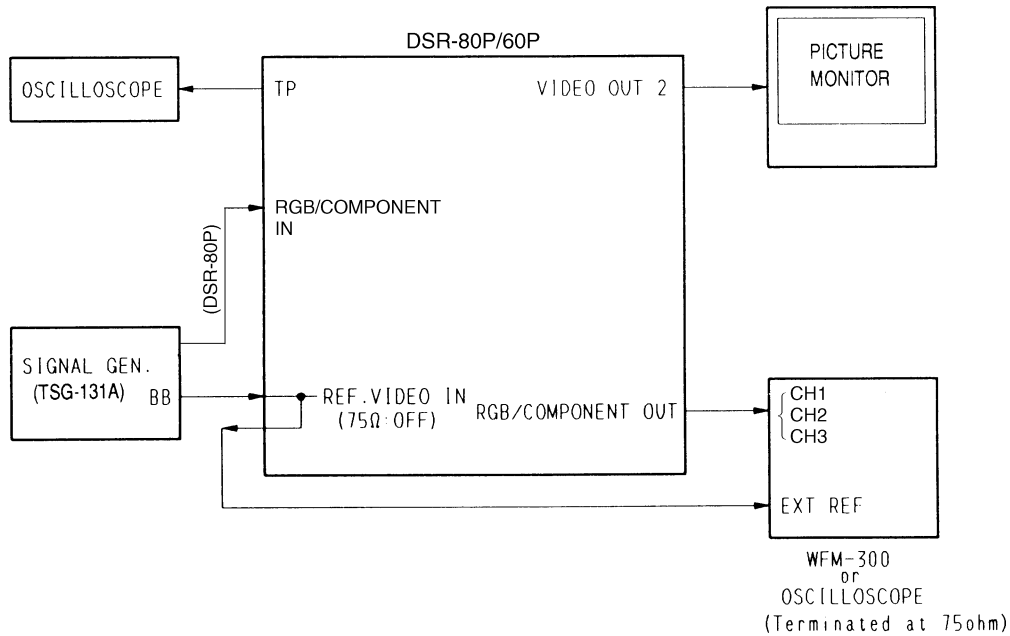 DSR-80P/60P
OSCILLOSCOPE
TP
VIDEO OUT 2
PICTURE
MONITOR
RGB/COMPONENT
IN
(DSR-80P)
SIGNAL GEN.
(TSG-131A)
BB
REF.VIDEO IN
(75Ω:OFF)
RGB/COMPONENT OUT
CH1
CH2
CH3
EXT REF
WFM-300
or
OSCILLOSCOPE
(Terminated at 75ohm)